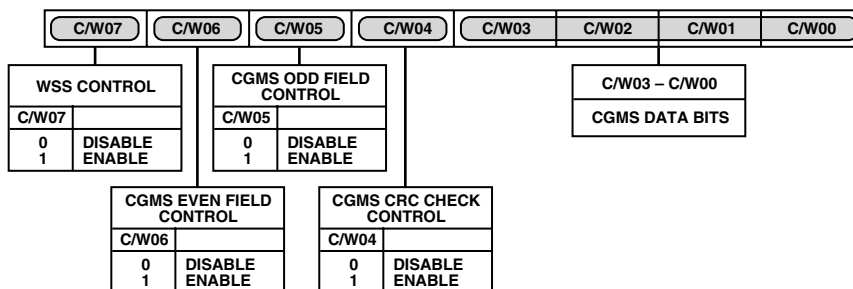 C/W07 C/W06 C/W05 C/W04 C/W03 C/W02 C/W01 C/W00
WSS CONTROL
C/W07
0 DISABLE
1 ENABLE
CGMS ODD FIELD
CONTROL
C/W05
0 DISABLE
1 ENABLE
C/W03 – C/W00
CGMS DATA BITS
CGMS EVEN FIELD
CONTROL
C/W06
0 DISABLE
1 ENABLE
CGMS CRC CHECK
CONTROL
C/W04
0 DISABLE
1 ENABLE